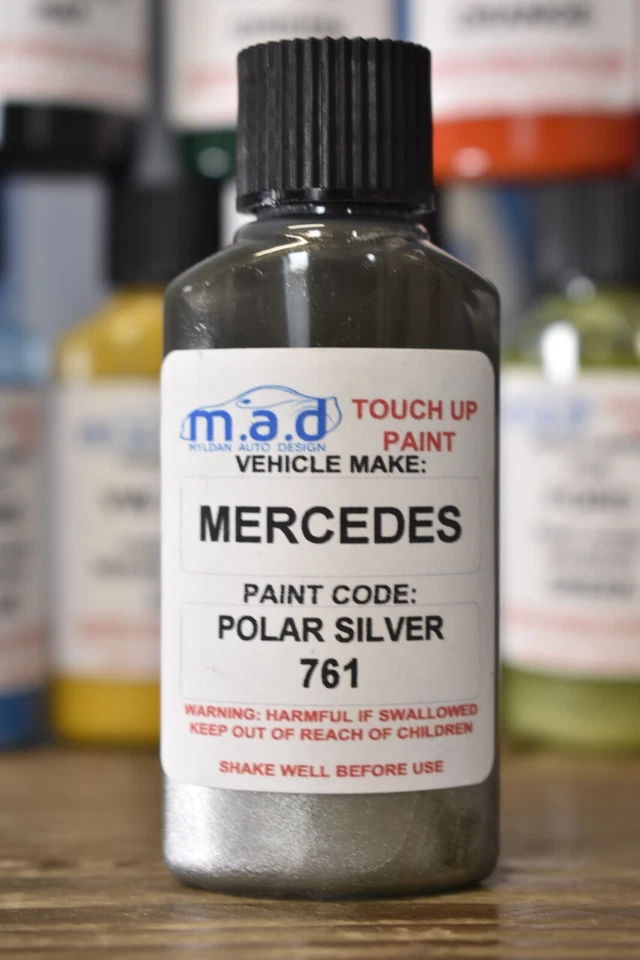 m.a.d
MYLDAN AUTO DESIGN
TOUCH UP
PAINT
VEHICLE MAKE:
MERCEDES
PAINT CODE:
POLAR SILVER
761
WARNING: HARMFUL IF SWALLOWED
KEEP OUT OF REACH OF CHILDREN
SHAKE WELL BEFORE USE